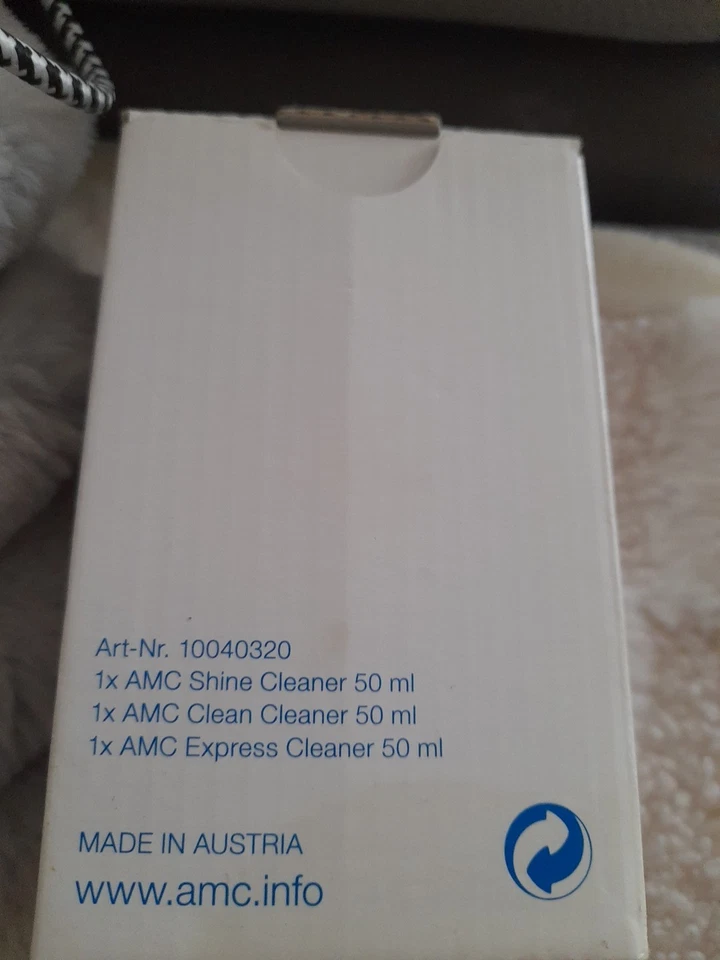 Art-Nr. 10040320
1x AMC Shine Cleaner 50 ml
1x AMC Clean Cleaner 50 ml
1x AMC Express Cleaner 50 ml
MADE IN AUSTRIA
www.amc.info